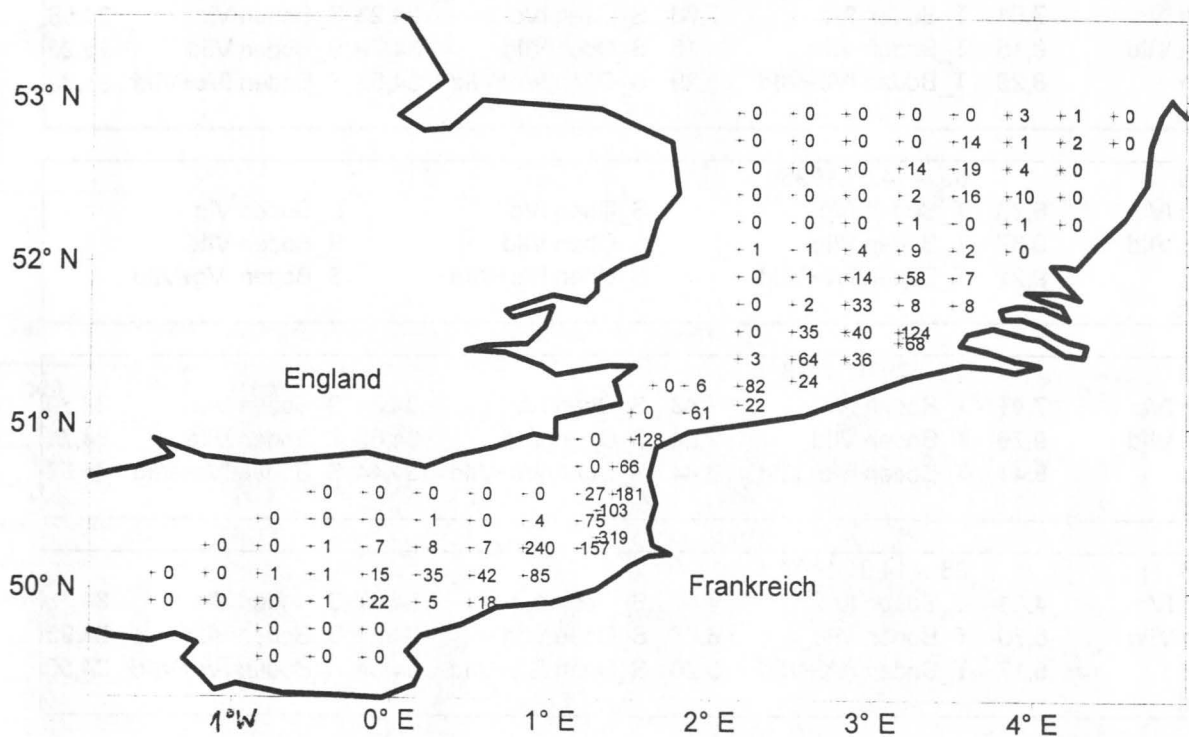 53° N
+ 0 + 0 + 0 + 0 + 0 + 3 + 1 + 0
+ 0 + 0 + 0 + 0 +14 + 1 + 2 +0
+ 0 + 0 + 0 +14 +19 + 4 +0
+ 0 + 0 + 0 + 2 +16 +10 +0
+ 0 + 0 + 0 + 1 + 0 + 1 + 0
52° N
+ 1 + 1 + 4 + 9 + 2 +0
+ 0 + 1 +14 +58 + 7
+ 0 + 2 +33 + 8 + 8
+ 0 +35 +40 +124
+68
+ 3 +64 +36
England
+ 0 + 6 +82 +24
+22
51° N
+ 0 +61
+ 0 +128
+ 0 +66
+0 + 0 + 0 + 0 + 0 +27 +181
+103
+ 0 + 0 + 0 + 1 + 0 + 4 +75
+319
+ 0 + 0 + 1 + 7 + 8 + 7 +240 +157
50° N
+ 0 + 0 + 1 + 1 +15 +35 +42 +85
Frankreich
+ 0 + 0 + 0 + 0 +22 + 5 +18
+ 0 + 0 + 0
+ 0 + 0 + 0
1°W 0° E 1° E 2° E 3° E 4° E